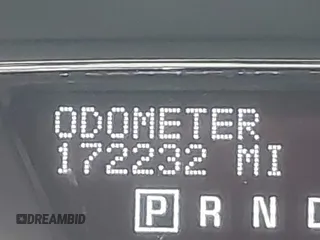 ODOMETER
172232 MI
P R N D
DREAMBID